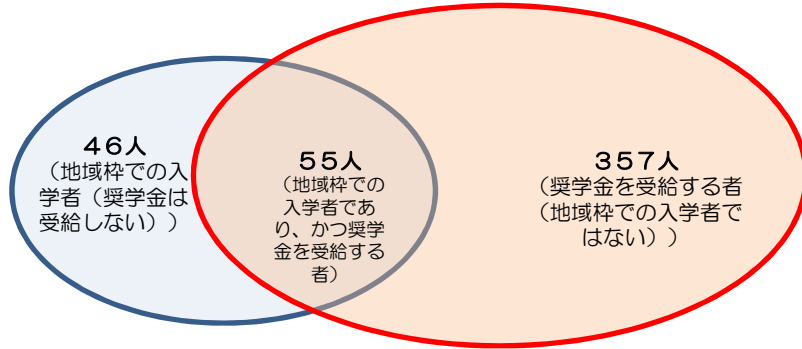 ４６人
（地域枠での入
学者（奨学金は
受給しない））
５５人
（地域枠での
入学者であ
り、かつ奨学
金を受給する
者）
３５７人
（奨学金を受給する者
（地域枠での入学者で
はない））